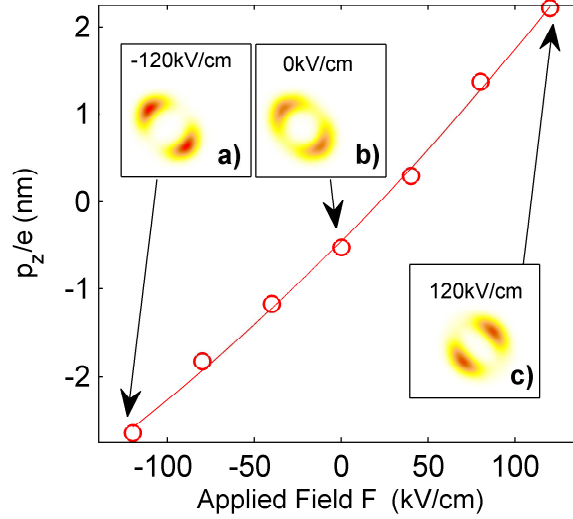 2
1
0
-1
-2
p_z/e (nm)
-120kV/cm
a)
0kV/cm
b)
120kV/cm
c)
-100 -50 0 50 100
Applied Field F (kV/cm)